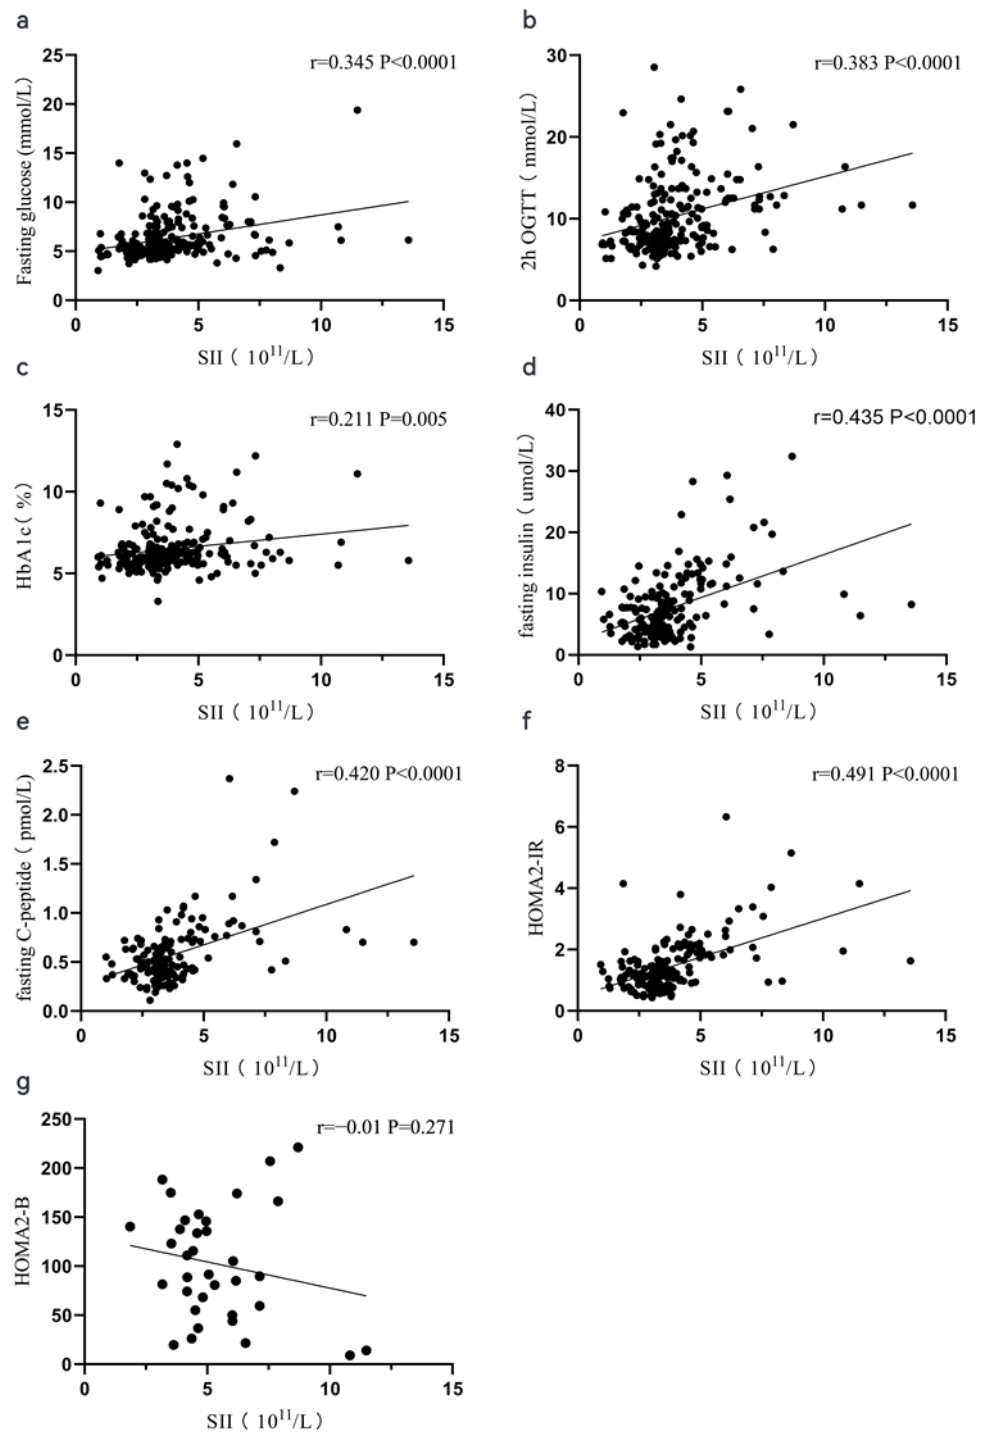 a
r=0.345 P<0.0001
Fasting glucose (mmol/L)
25
20
15
10
5
0
0 5 10 15
SII ( 10¹¹/L )
b
r=0.383 P<0.0001
2h OGTT ( mmol/L)
30
20
10
0
0 5 10 15
SII ( 10¹¹/L )
c
r=0.211 P=0.005
HbA1c ( %)
15
10
5
0
0 5 10 15
SII ( 10¹¹/L )
d
r=0.435 P<0.0001
fasting insulin ( umol/L)
40
30
20
10
0
0 5 10 15
SII ( 10¹¹/L )
e
r=0.420 P<0.0001
fasting C-peptide ( pmol/L)
2.5
2.0
1.5
1.0
0.5
0.0
0 5 10 15
SII ( 10¹¹/L )
f
r=0.491 P<0.0001
HOMA2-IR
8
6
4
2
0
0 5 10 15
SII ( 10¹¹/L )
g
r=−0.01 P=0.271
HOMA2-B
250
200
150
100
50
0
0 5 10 15
SII ( 10¹¹/L )